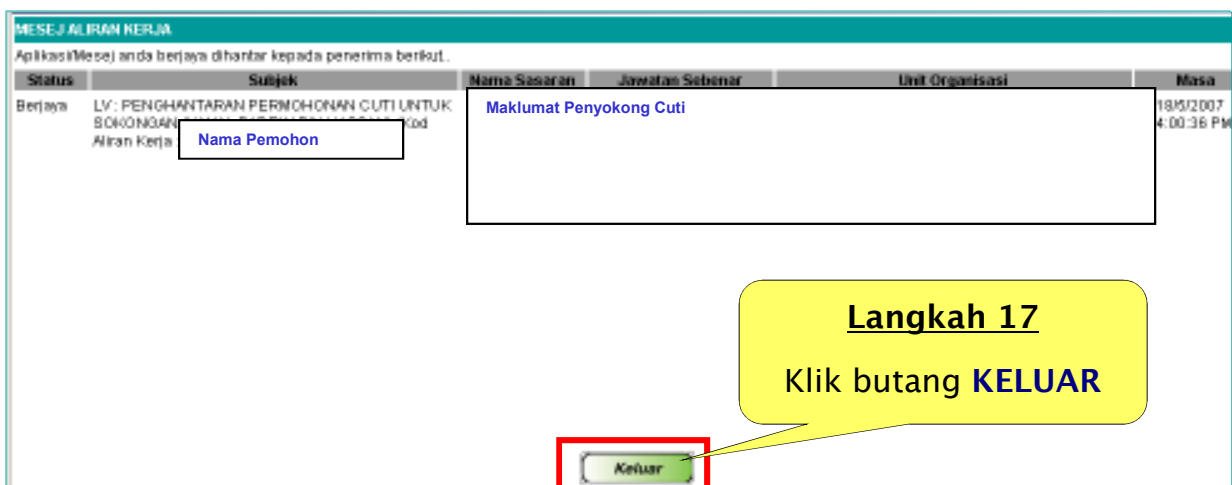 MESEJ ALIRAN KERJA
Aplikasi/Mesej anda berjaya dihantar kepada penerima berikut..
Status Subjek Nama Sasaran Jawatan Sebenar Unit Organisasi Masa
Berjaya LV: PENGHANTARAN PERMOHONAN CUTI UNTUK 18/5/2007
SOKONGAN Kod 4:00:36 PM
Aliran Kerja :
Nama Pemohon
Maklumat Penyokong Cuti
Langkah 17
Klik butang KELUAR
Keluar